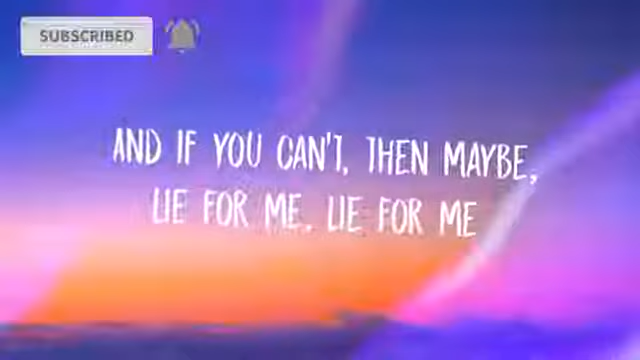 SUBSCRIBED
AND IF YOU CAN'T, THEN MAYBE,
LIE FOR ME, LIE FOR ME